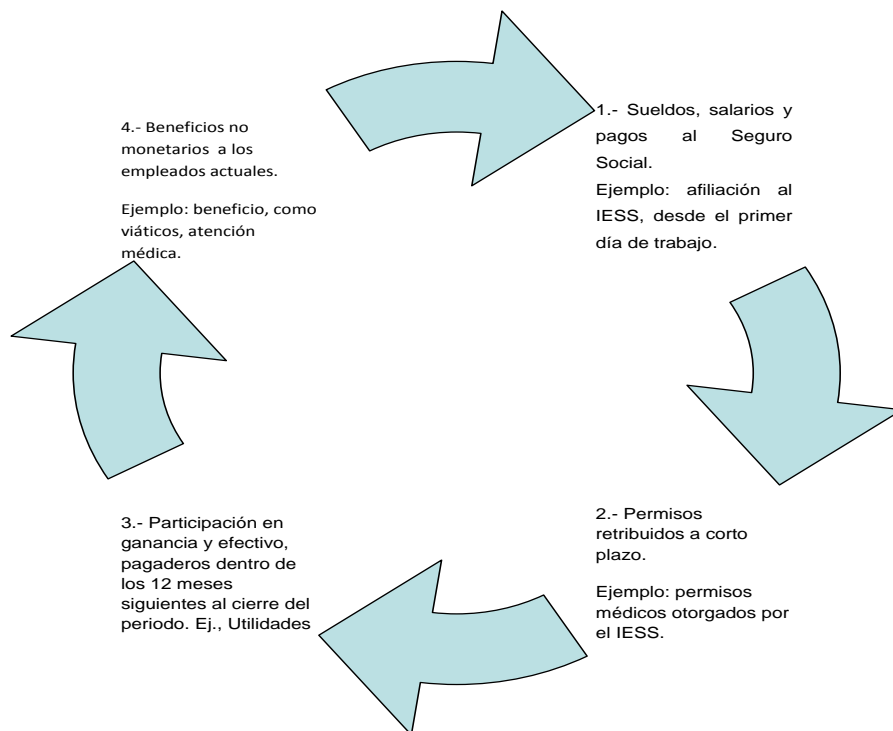 1.- Sueldos, salarios y
pagos al Seguro
Social.
Ejemplo: afiliación al
IESS, desde el primer
día de trabajo.
2.- Permisos
retribuidos a corto
plazo.
Ejemplo: permisos
médicos otorgados por
el IESS.
3.- Participación en
ganancia y efectivo,
pagaderos dentro de
los 12 meses
siguientes al cierre del
periodo. Ej., Utilidades
4.- Beneficios no
monetarios a los
empleados actuales.
Ejemplo: beneficio, como
viáticos, atención
médica.